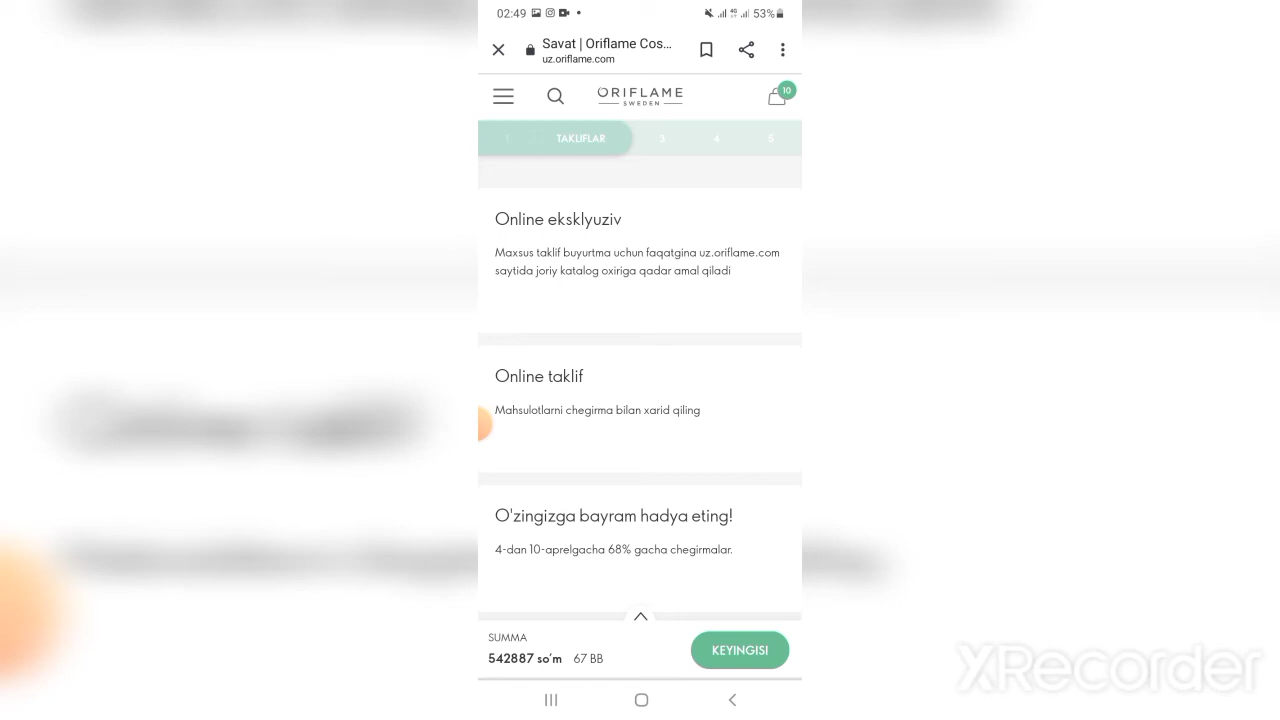 02:49 4G 53%
Savat | Oriflame Cos...
uz.oriflame.com
ORIFLAME
SWEDEN
10
1 2 TAKLIFLAR 3 4 5
Online eksklyuziv
Maxsus taklif buyurtma uchun faqatgina uz.oriflame.com
saytida joriy katalog oxiriga qadar amal qiladi
Online taklif
Mahsulotlarni chegirma bilan xarid qiling
O'zingizga bayram hadya eting!
4-dan 10-aprelgacha 68% gacha chegirmalar.
SUMMA
542887 so'm 67 BB
KEYINGISI
XRecorder